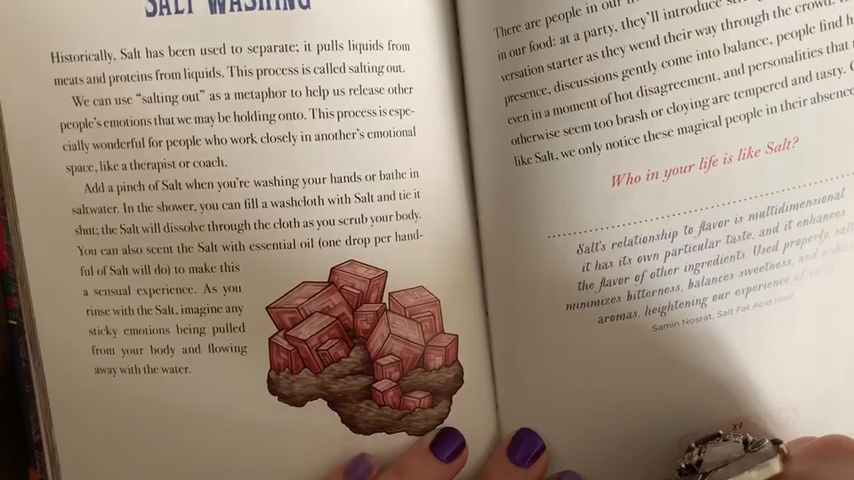 SALT WASHING
Historically, Salt has been used to separate; it pulls liquids from
meats and proteins from liquids. This process is called salting out.
We can use “salting out” as a metaphor to help us release other
people’s emotions that we may be holding onto. This process is espe-
cially wonderful for people who work closely in another’s emotional
space, like a therapist or coach.
Add a pinch of Salt when you’re washing your hands or bathe in
saltwater. In the shower, you can fill a washcloth with Salt and tie it
shut; the Salt will dissolve through the cloth as you scrub your body.
You can also scent the Salt with essential oil (one drop per hand-
ful of Salt will do) to make this
a sensual experience. As you
rinse with the Salt, imagine any
sticky emotions being pulled
from your body and flowing
away with the water.
There are people in our
in our food: at a party, they’ll introduce
versation starter as they wend their way through the crowd.
presence, discussions gently come into balance, people find
even in a moment of hot disagreement, and personalities that
otherwise seem too brash or cloying are tempered and tasty.
like Salt, we only notice these magical people in their absence
Who in your life is like Salt?
Salt’s relationship to flavor is multidimensional
it has its own particular taste, and it enhances
the flavor of other ingredients. Used properly, salt
minimizes bitterness, balances sweetness, and
aromas, heightening our experience of
Samin Nosrat, Salt Fat Acid Heat
89